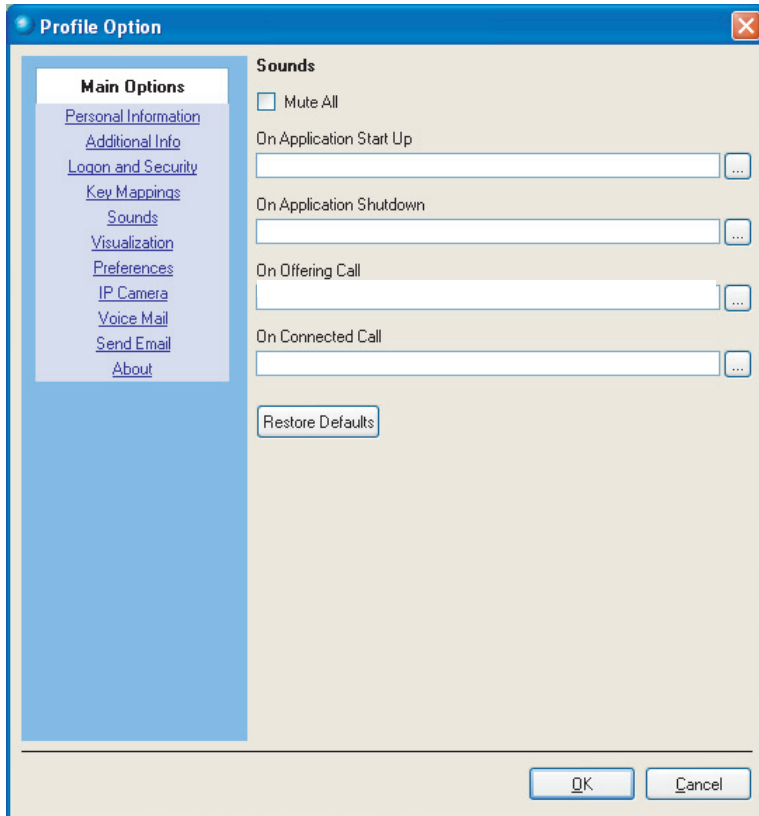 Profile Option
Main Options
Personal Information
Additional Info
Logon and Security
Key Mappings
Sounds
Visualization
Preferences
IP Camera
Voice Mail
Send Email
About
Sounds
Mute All
On Application Start Up
...
On Application Shutdown
...
On Offering Call
...
On Connected Call
...
Restore Defaults
OK
Cancel